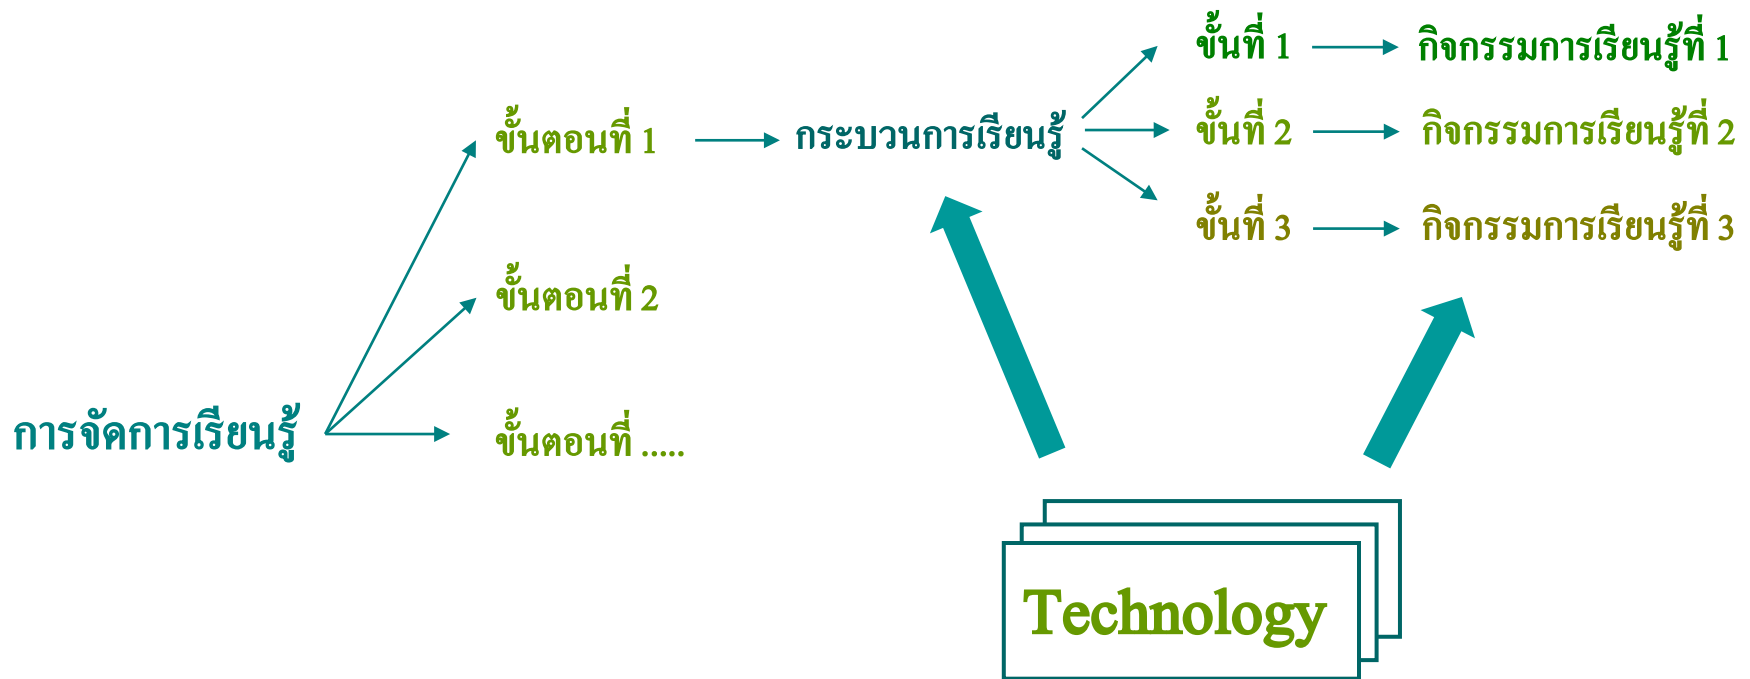 ขั้นที่ 1
กิจกรรมการเรียนรู้ที่ 1
ขั้นตอนที่ 1
กระบวนการเรียนรู้
ขั้นที่ 2
กิจกรรมการเรียนรู้ที่ 2
ขั้นที่ 3
กิจกรรมการเรียนรู้ที่ 3
ขั้นตอนที่ 2
การจัดการเรียนรู้
ขั้นตอนที่ .....
Technology